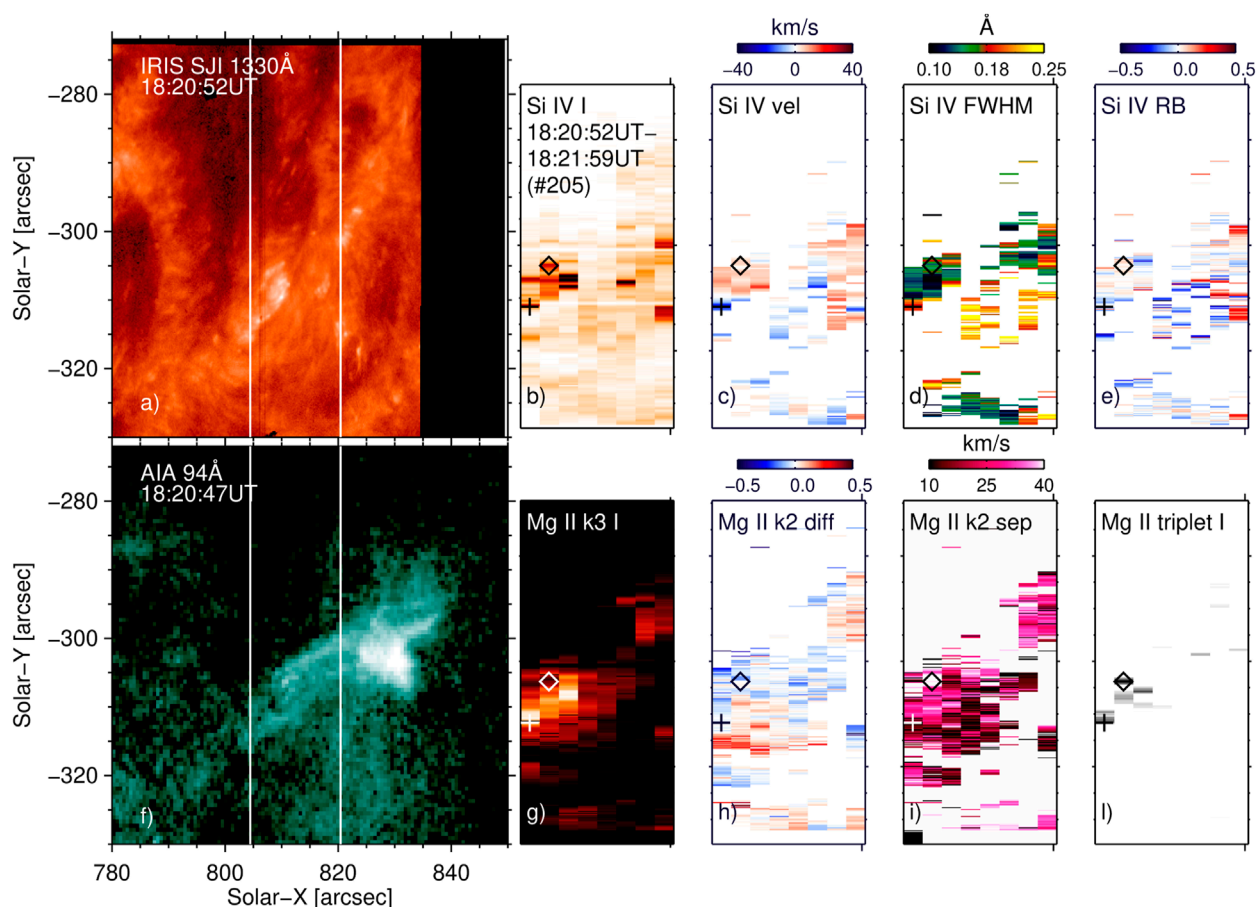 km/s
Å
−40 0 40
0.10 0.18 0.25
−0.5 0.0 0.5
IRIS SJI 1330Å
18:20:52UT
−280
−300
−320
Solar−Y [arcsec]
a)
Si IV I
18:20:52UT−
18:21:59UT
(#205)
b)
Si IV vel
c)
Si IV FWHM
d)
Si IV RB
e)
km/s
−0.5 0.0 0.5
10 25 40
AIA 94Å
18:20:47UT
−280
−300
−320
Solar−Y [arcsec]
f)
Mg II k3 I
g)
Mg II k2 diff
h)
Mg II k2 sep
i)
Mg II triplet I
l)
780 800 820 840
Solar−X [arcsec]